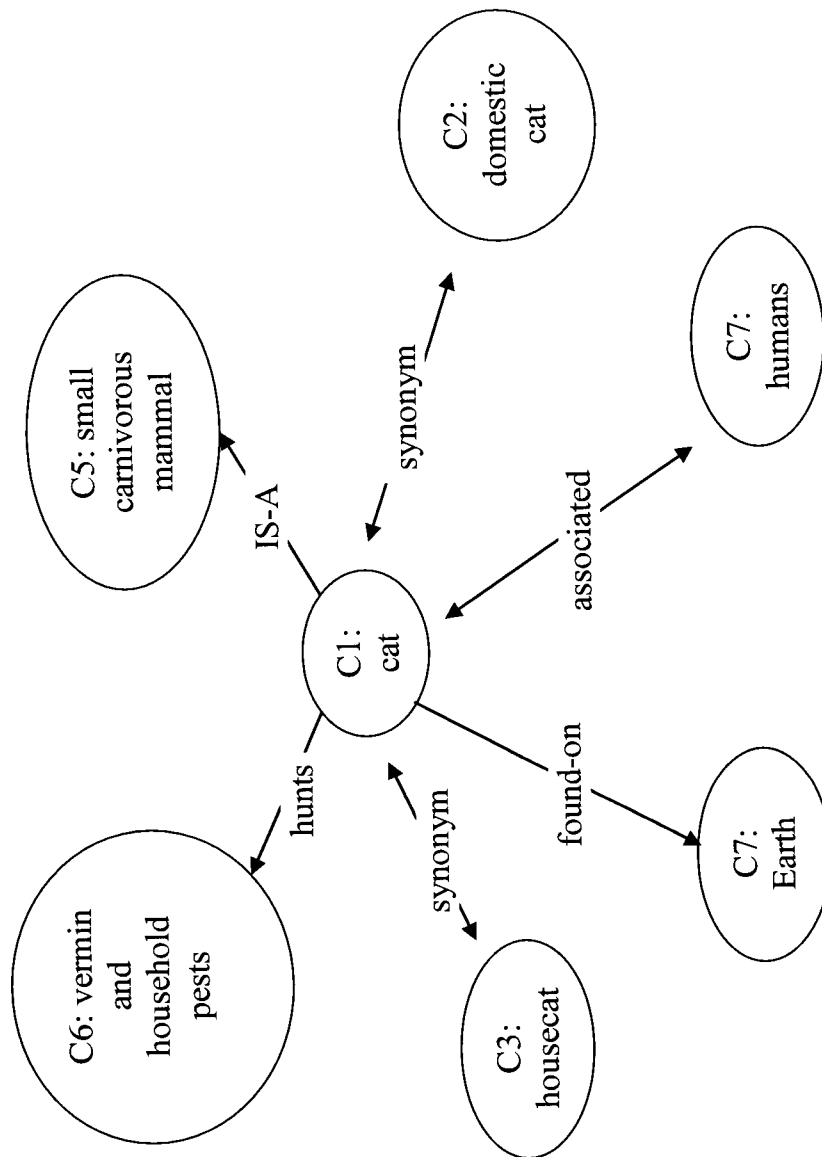 C6: vermin
and
household
pests
hunts
C5: small
carnivorous
mammal
IS-A
C1:
cat
synonym
C3:
housecat
synonym
C2:
domestic
cat
found-on
C7:
Earth
associated
C7:
humans